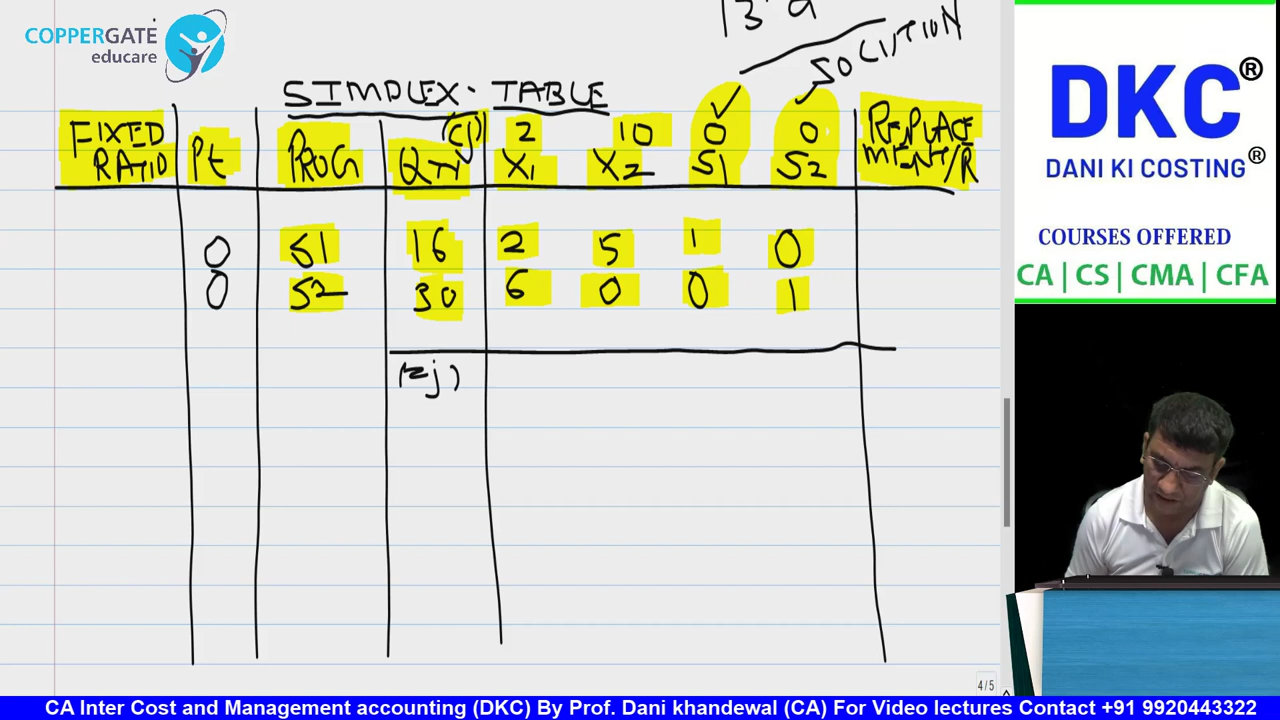 COPPERGATE
educare
SOLUTION
SIMPLEX TABLE
FIXED RATIO Pt PROG QTY (Cj) 2 X1 10 X2 0 S1 0 S2 REPLACE MENT/R
0 S1 16 2 5 1 0
0 S2 30 6 0 0 1
(zj)
4/5
DKC®
DANI KI COSTING®
COURSES OFFERED
CA | CS | CMA | CFA
CA Inter Cost and Management accounting (DKC) By Prof. Dani khandewal (CA) For Video lectures Contact +91 9920443322